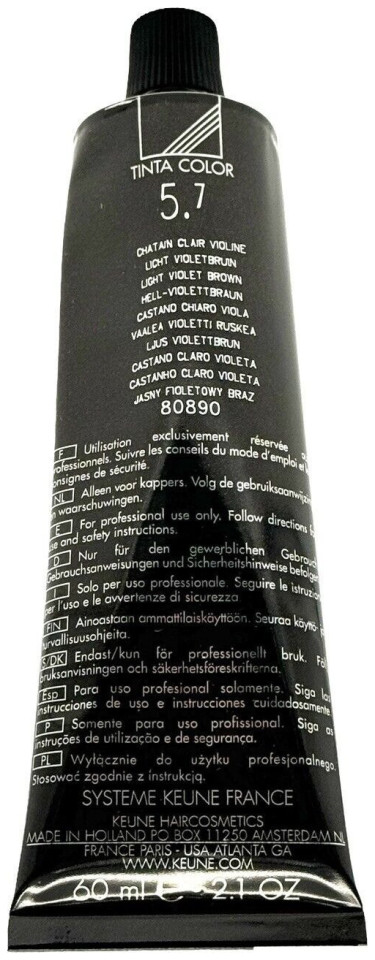 TINTA COLOR
5.7
CHATAIN CLAIR VIOLINE
LICHT VIOLETBRUIN
LIGHT VIOLET BROWN
HELL-VIOLETTBRAUN
CASTANO CHIARO VIOLA
VAALEA VIOLETTI RUSKEA
LJUS VIOLETTBRUN
CASTANO CLARO VIOLETA
CASTANHO CLARO VIOLETA
JASNY FIOLETOWY BRAZ
80890
F Utilisation exclusivement réservée
professionnels. Suivre les conseils du mode d'emploi et
consignes de sécurité.
NL Alleen voor kappers. Volg de gebruiksaanwijzin
en waarschuwingen.
E For professional use only. Follow directions for
use and safety instructions.
D Nur für den gewerblichen Gebrauch
Gebrauchsanweisungen und Sicherheitshinweise befolgen
I Solo per uso professionale. Seguire le istruzion
per l'uso e le avvertenze di sicurezza
FIN Ainoastaan ammattilaiskäyttöön. Seuraa käyttö-
turvallisuusohjeita.
S/DK Endast/kun för professionellt bruk. Föl
bruksanvisningen och säkerhetsföreskrifterna.
Esp Para uso profesional solamente. Siga las
instrucciones de uso e instrucciones cuidadosamente
P Somente para uso profissional. Siga as
instruções de utilização e de segurança.
PL Wyłącznie do użytku profesjonalnego.
Stosować zgodnie z instrukcją.
SYSTEME KEUNE FRANCE
KEUNE HAIRCOSMETICS
MADE IN HOLLAND PO BOX 11250 AMSTERDAM NL
FRANCE PARIS - USA ATLANTA GA
WWW.KEUNE.COM
60 ml e - 2.1 OZ